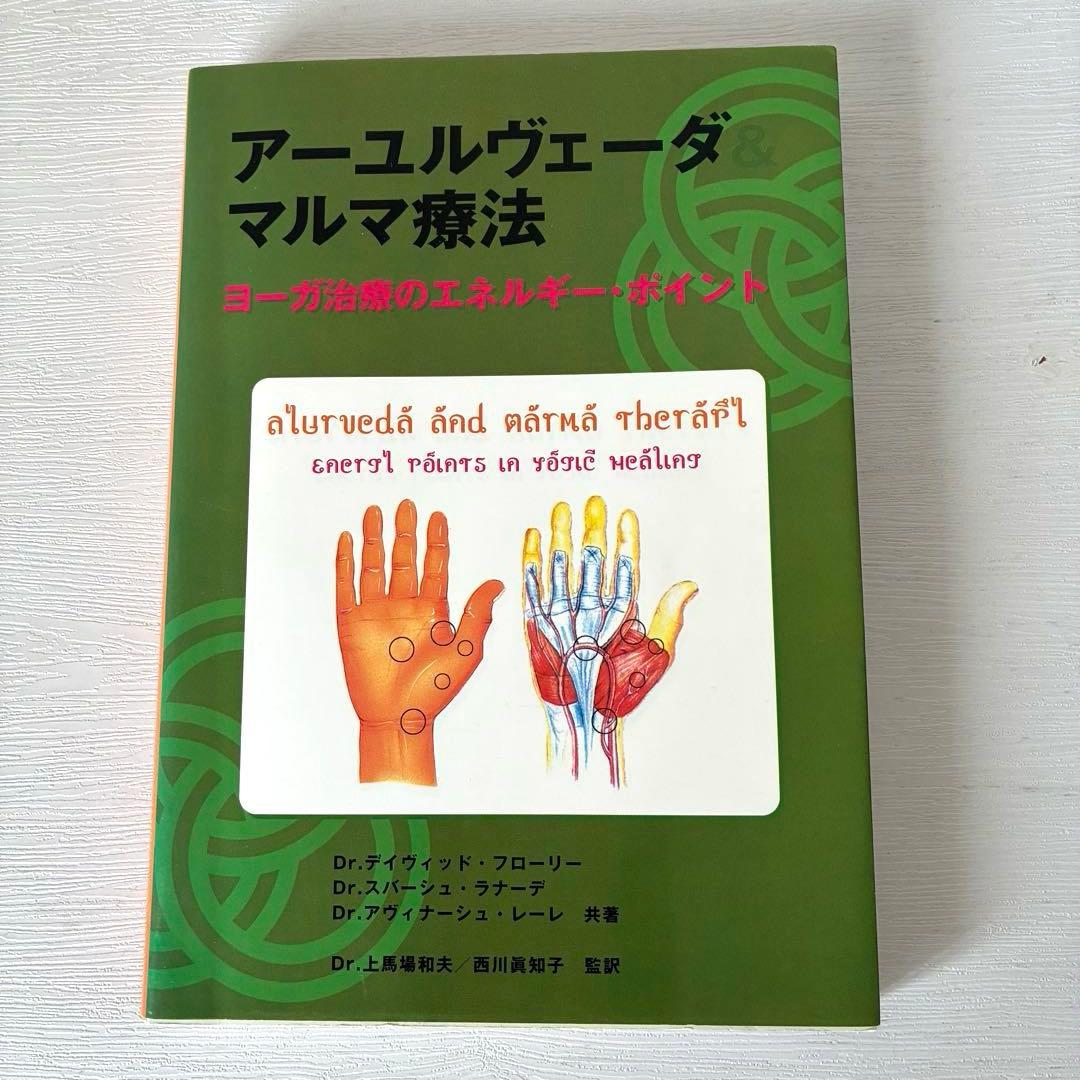 アーユルヴェーダ&
マルマ療法
ヨーガ治療のエネルギー・ポイント
ayurveda and marma therapy
energy points in yogic healing
Dr.デイヴィッド・フローリー
Dr.スバーシュ・ラナーデ
Dr.アヴィナーシュ・レーレ 共著
Dr.上馬場和夫/西川眞知子 監訳